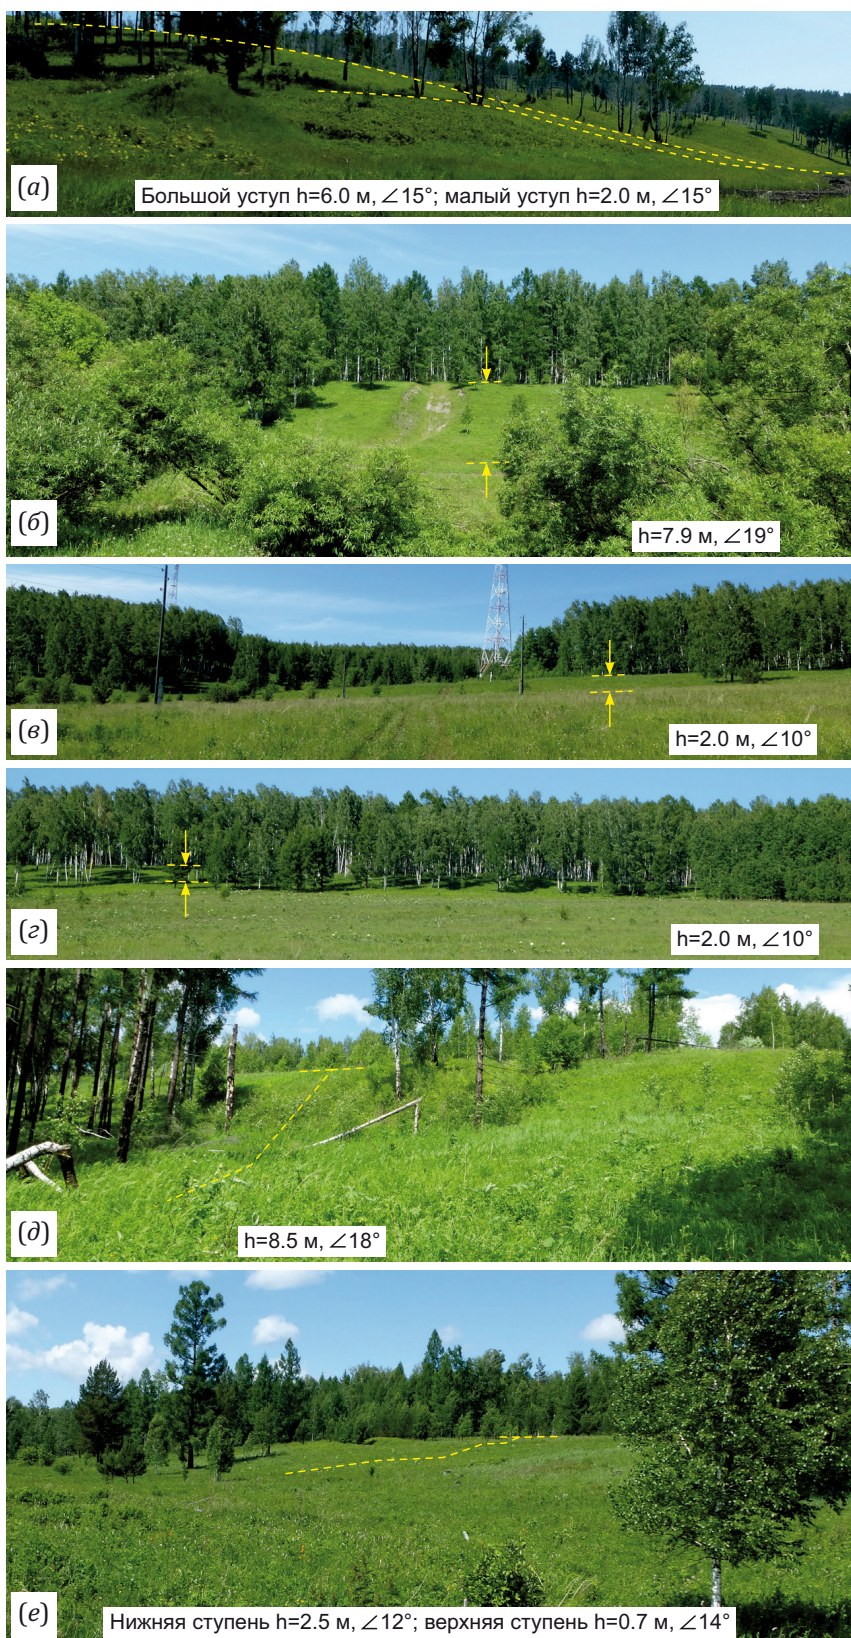 (а)
Большой уступ h=6.0 м, ∠15°; малый уступ h=2.0 м, ∠15°
(б)
h=7.9 м, ∠19°
(в)
h=2.0 м, ∠10°
(г)
h=2.0 м, ∠10°
(д)
h=8.5 м, ∠18°
(е)
Нижняя ступень h=2.5 м, ∠12°; верхняя ступень h=0.7 м, ∠14°